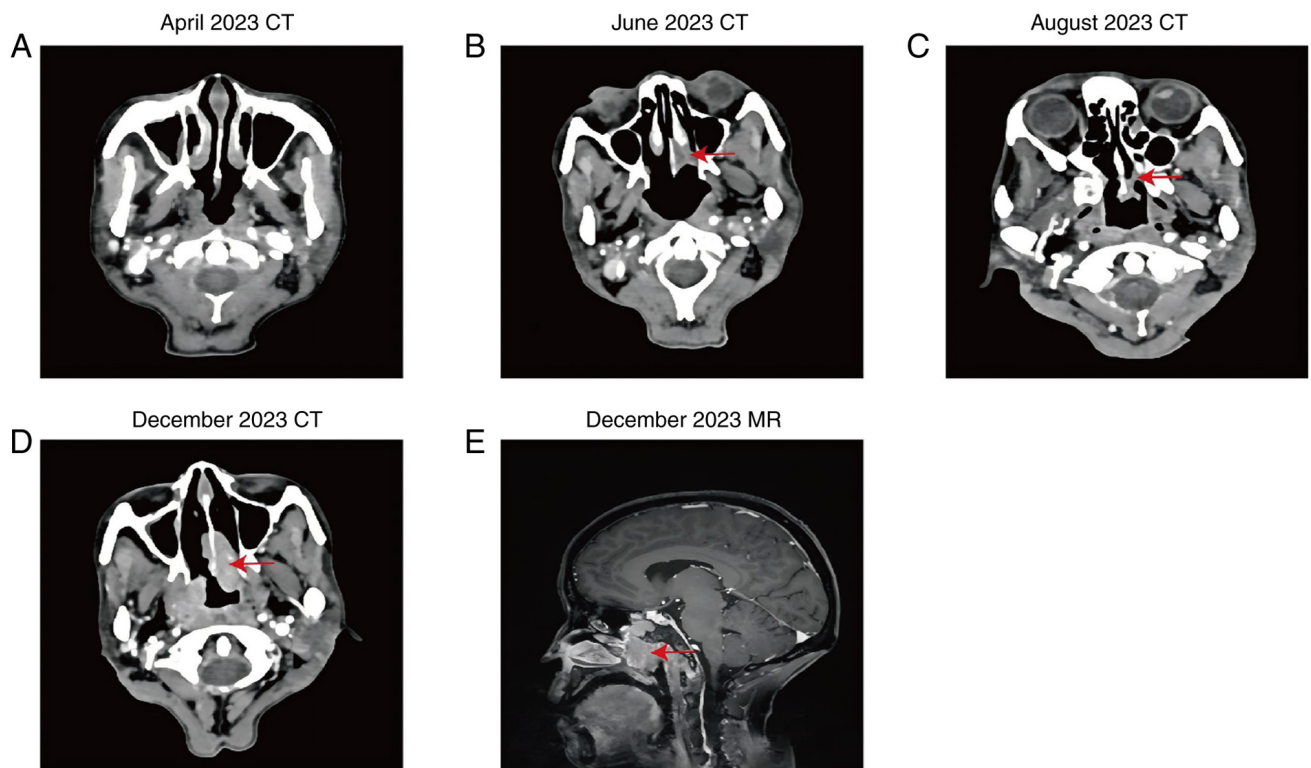 April 2023 CT
June 2023 CT
August 2023 CT
A
B
C
December 2023 CT
December 2023 MR
D
E